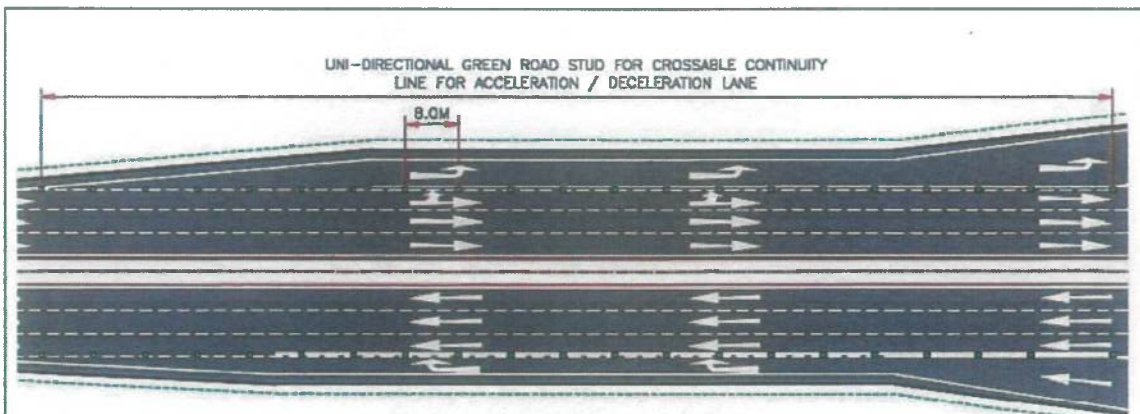 UNI-DIRECTIONAL GREEN ROAD STUD FOR CROSSABLE CONTINUITY
LINE FOR ACCELERATION / DECELERATION LANE
8.0M